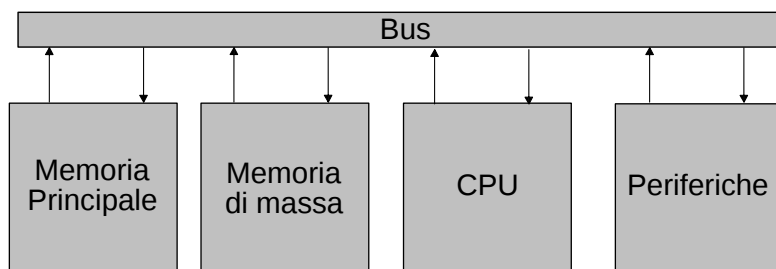 Bus
Memoria
Principale
Memoria
di massa
CPU
Periferiche